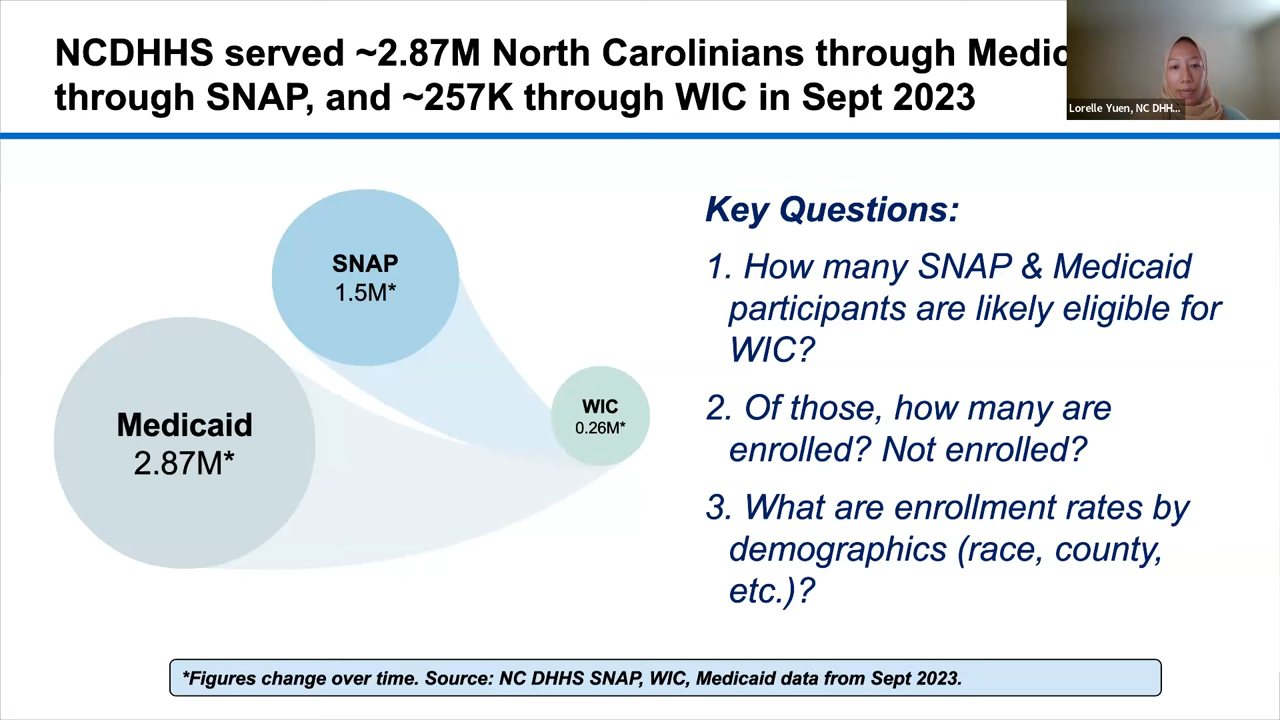 NCDHHS served ~2.87M North Carolinians through
through SNAP, and ~257K through WIC in Sept 2023
Lorelle Yuen, NC DHH...
SNAP
1.5M*
Medicaid
2.87M*
WIC
0.26M*
Key Questions:
1. How many SNAP & Medicaid
participants are likely eligible for
WIC?
2. Of those, how many are
enrolled? Not enrolled?
3. What are enrollment rates by
demographics (race, county,
etc.)?
*Figures change over time. Source: NC DHHS SNAP, WIC, Medicaid data from Sept 2023.